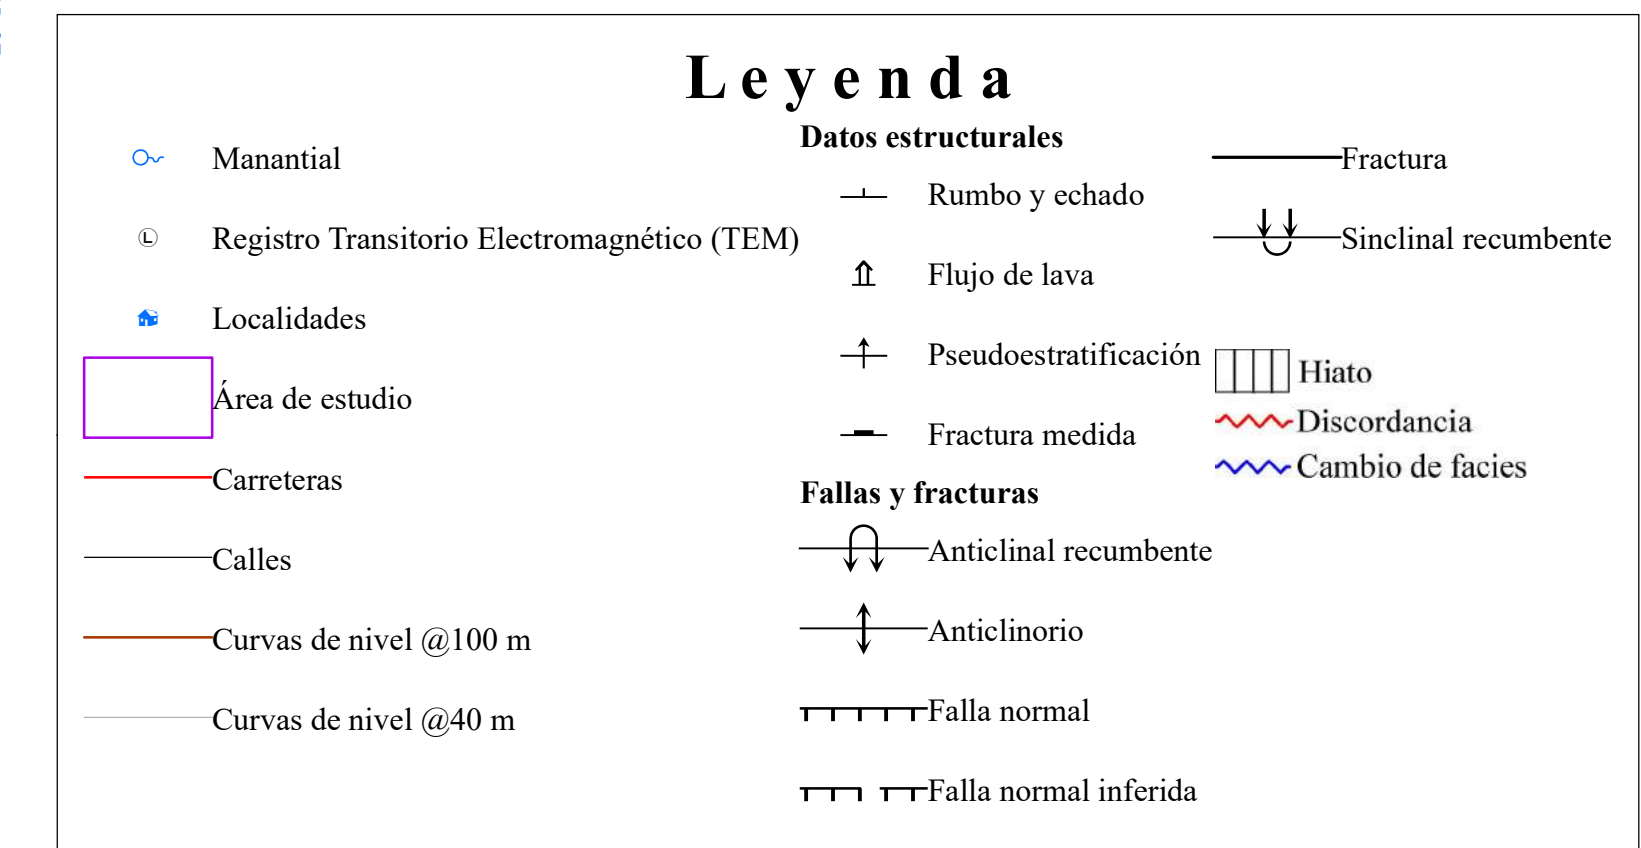 L e y e n d a
Manantial
Registro Transitorio Electromagnético (TEM)
Localidades
Área de estudio
Carreteras
Calles
Curvas de nivel @100 m
Curvas de nivel @40 m
Datos estructurales
Rumbo y echado
Flujo de lava
Pseudoestratificación
Fractura medida
Fallas y fracturas
Anticlinal recumbente
Anticlinorio
Falla normal
Falla normal inferida
Fractura
Sinclinal recumbente
Hiato
Discordancia
Cambio de facies